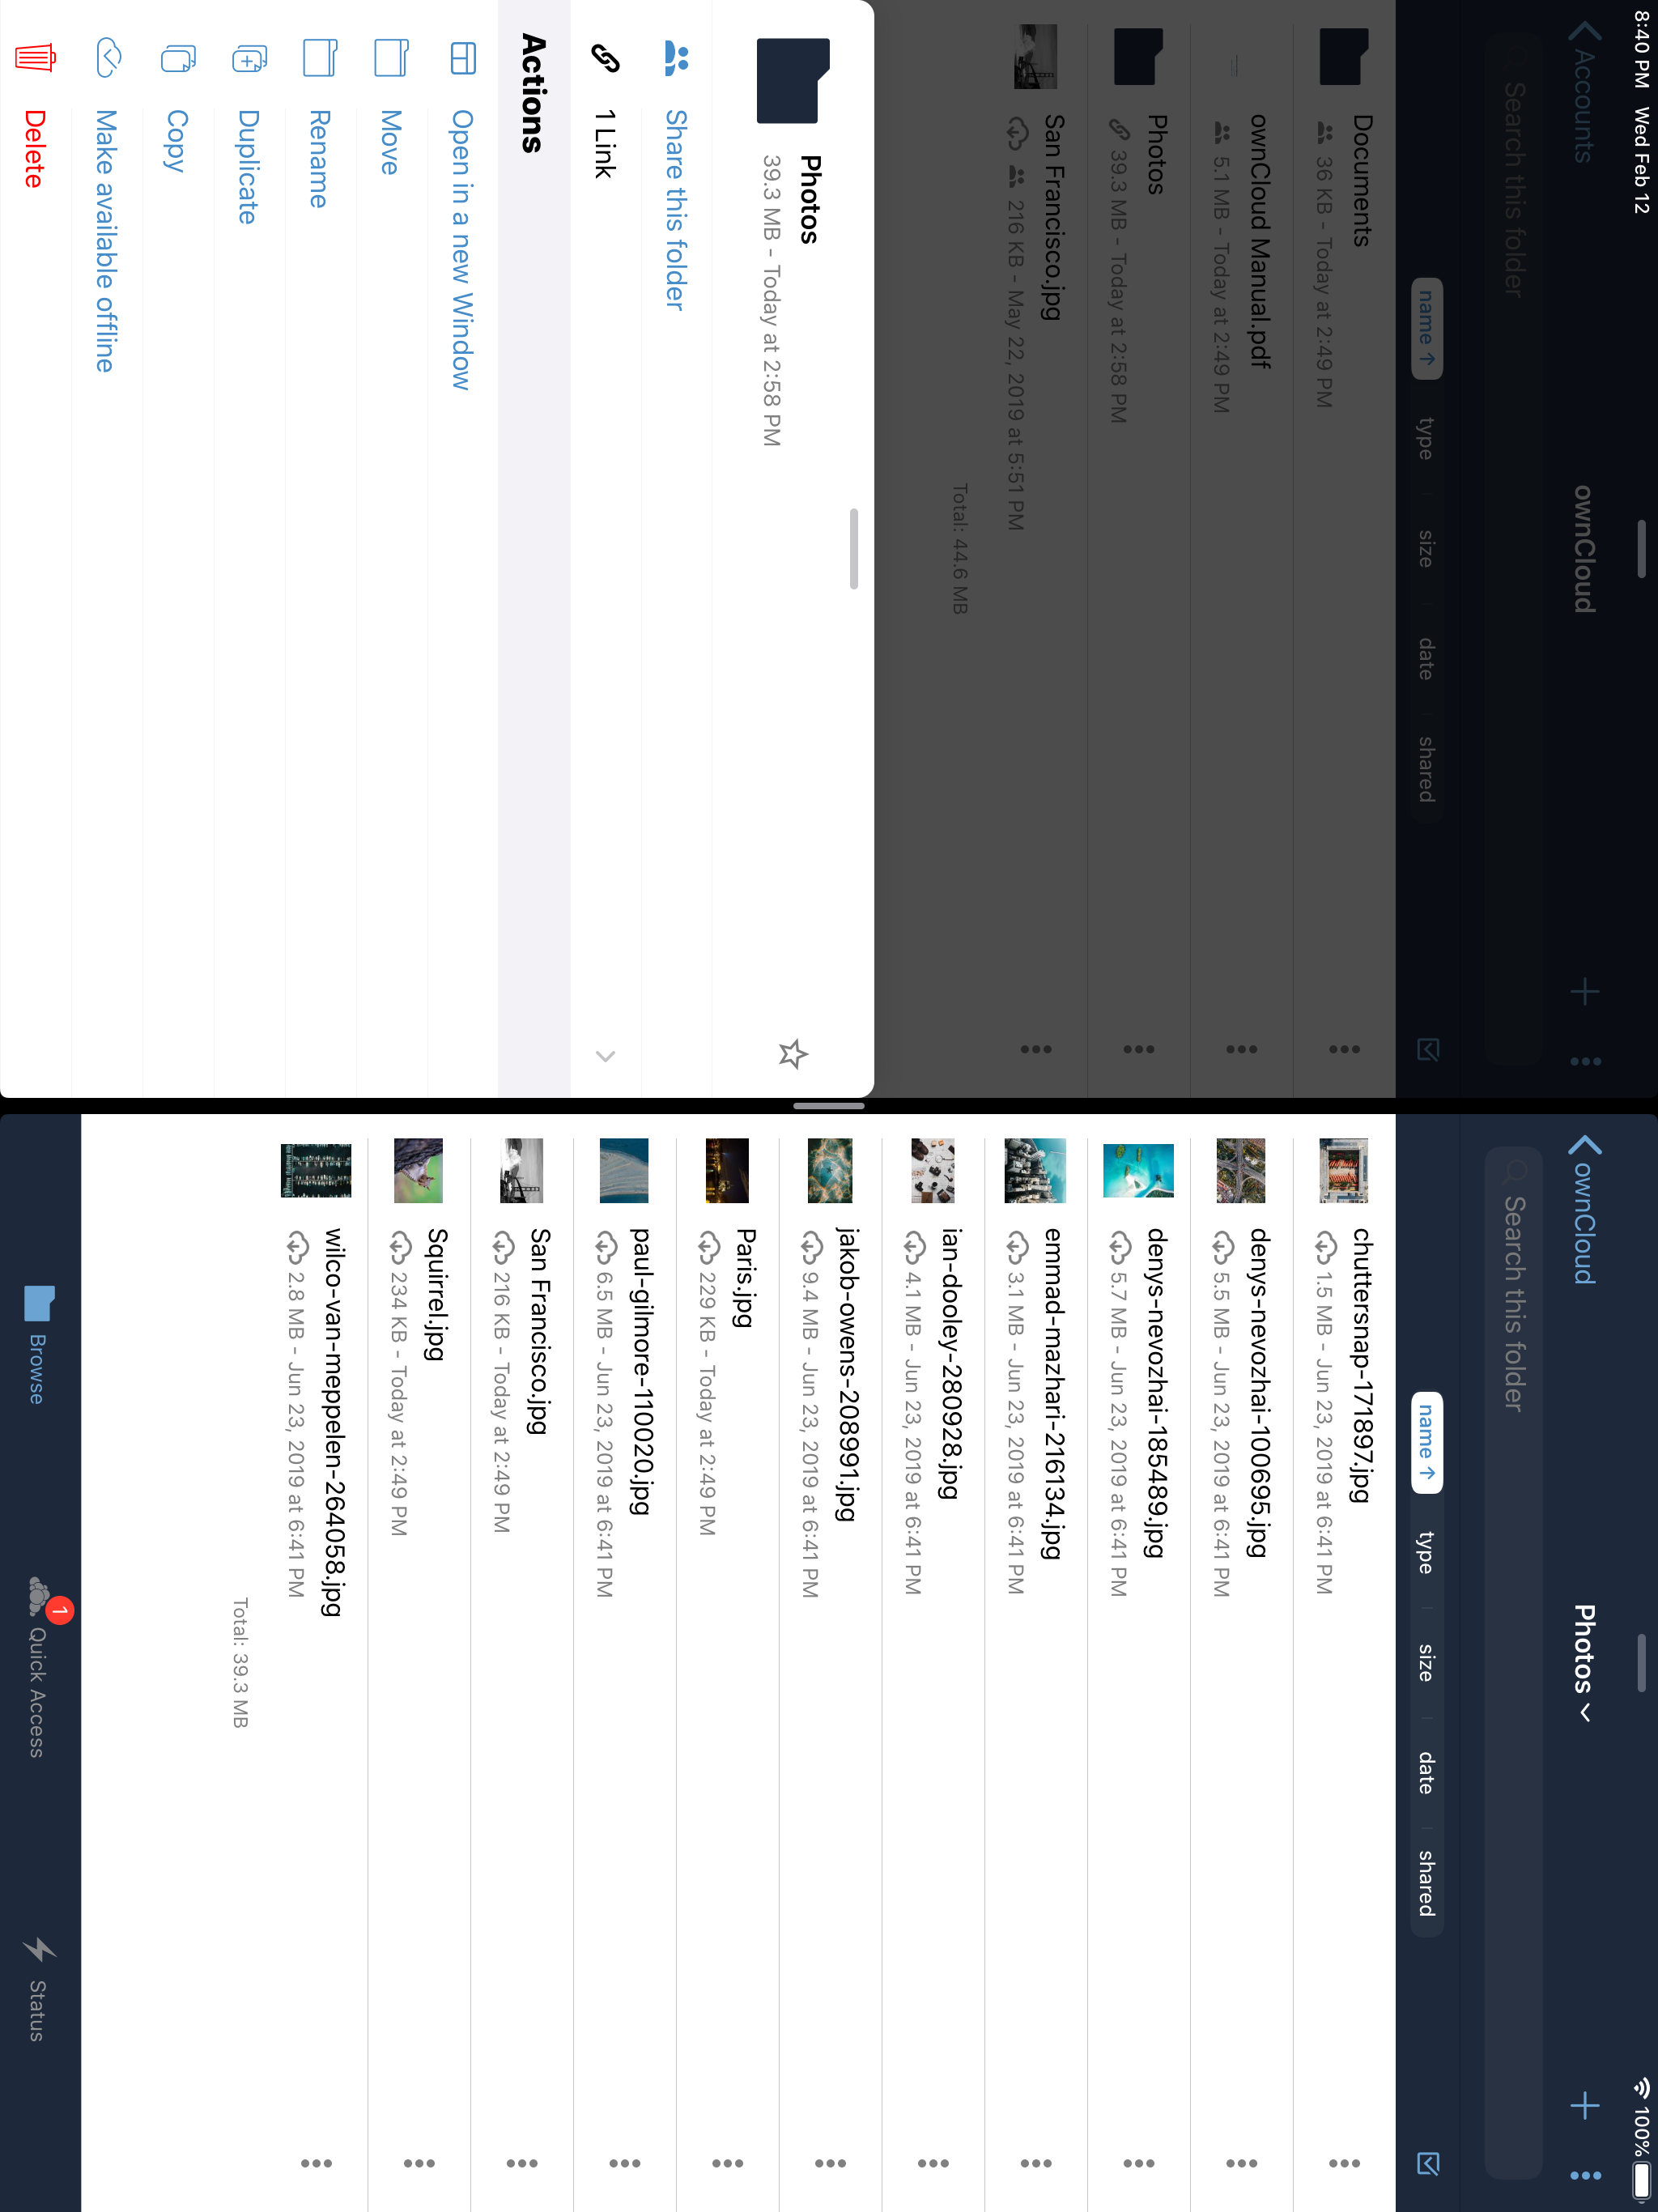 8:40 PM Wed Feb 12
100%
Accounts
ownCloud
Search this folder
name ↑ type size date shared
Documents
36 KB - Today at 2:49 PM
ownCloud Manual.pdf
5.1 MB - Today at 2:49 PM
Photos
39.3 MB - Today at 2:58 PM
San Francisco.jpg
216 KB - May 22, 2019 at 5:51 PM
Total: 44.6 MB
Photos
39.3 MB - Today at 2:58 PM
Share this folder
1 Link
Actions
Open in a new Window
Move
Rename
Duplicate
Copy
Make available offline
Delete
ownCloud
Photos
Search this folder
name ↑ type size date shared
chuttersnap-171897.jpg
1.5 MB - Jun 23, 2019 at 6:41 PM
denys-nevozhai-100695.jpg
5.5 MB - Jun 23, 2019 at 6:41 PM
denys-nevozhai-185489.jpg
5.7 MB - Jun 23, 2019 at 6:41 PM
emmad-mazhari-216134.jpg
3.1 MB - Jun 23, 2019 at 6:41 PM
ian-dooley-280928.jpg
4.1 MB - Jun 23, 2019 at 6:41 PM
jakob-owens-208991.jpg
9.4 MB - Jun 23, 2019 at 6:41 PM
Paris.jpg
229 KB - Today at 2:49 PM
paul-gilmore-110020.jpg
6.5 MB - Jun 23, 2019 at 6:41 PM
San Francisco.jpg
216 KB - Today at 2:49 PM
Squirrel.jpg
234 KB - Today at 2:49 PM
wilco-van-meppelen-264058.jpg
2.8 MB - Jun 23, 2019 at 6:41 PM
Total: 39.3 MB
Browse
1
Quick Access
Status